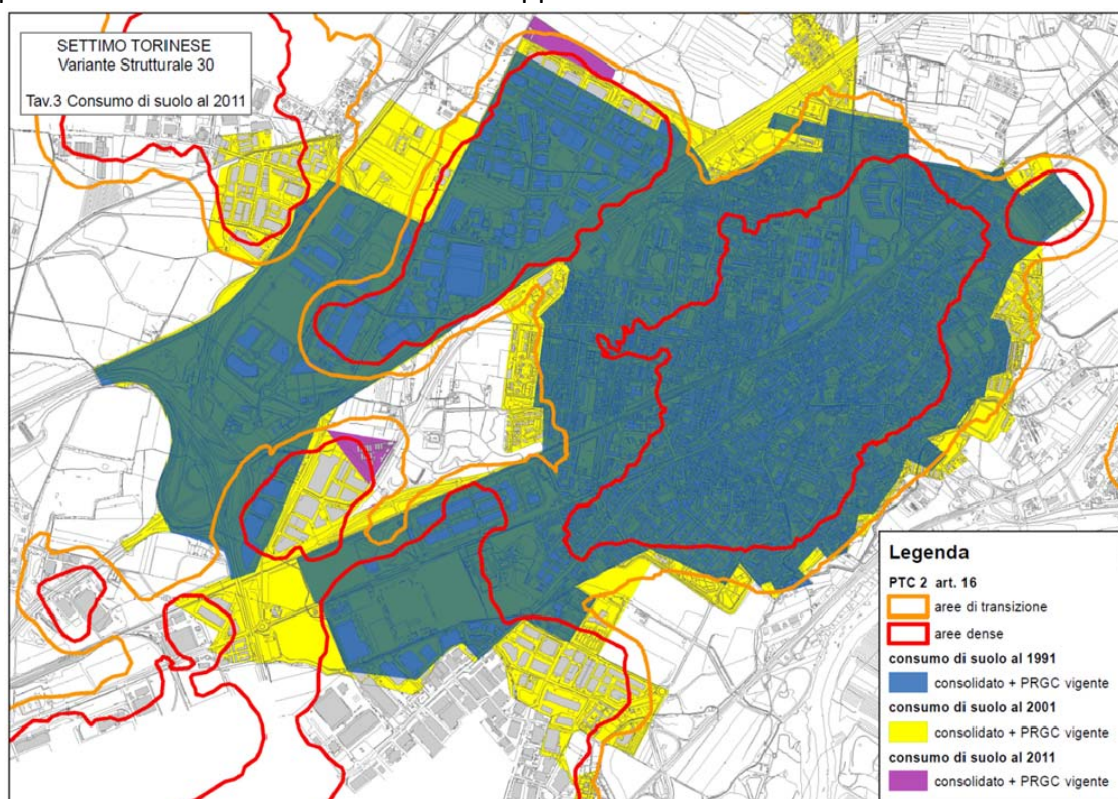 SETTIMO TORINESE
Variante Strutturale 30
Tav.3 Consumo di suolo al 2011
Legenda
PTC 2 art. 16
aree di transizione
aree dense
consumo di suolo al 1991
consolidato + PRGC vigente
consumo di suolo al 2001
consolidato + PRGC vigente
consumo di suolo al 2011
consolidato + PRGC vigente